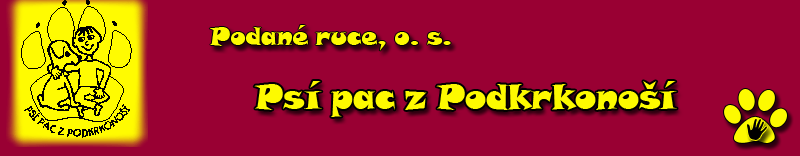 Podané ruce, o. s.
Psí pac z Podkrkonoší
PSÍ PAC Z PODKRKONOŠÍ